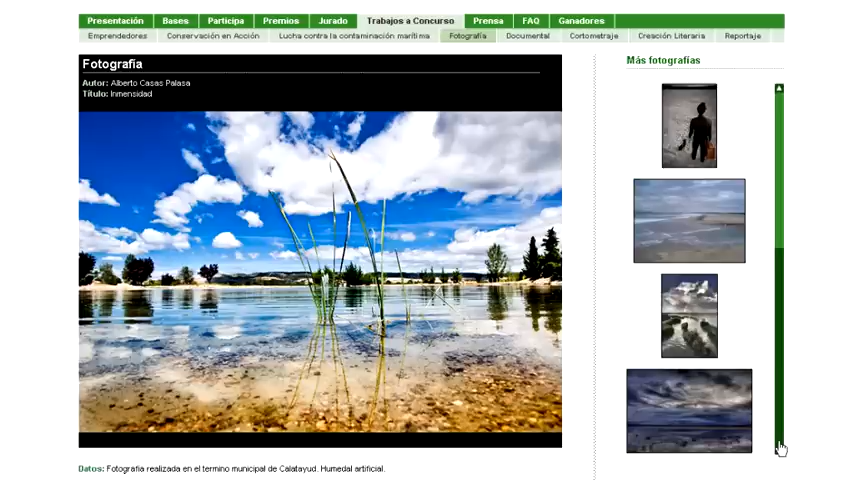 Presentación Bases Participa Premios Jurado Trabajos a Concurso Prensa FAQ Ganadores
Emprendedores Conservación en Acción Lucha contra la contaminación marítima Fotografía Documental Cortometraje Creación Literaria Reportaje
Fotografía
Autor: Alberto Casas Palasa
Título: Inmensidad
Más fotografías
Datos: Fotografia realizada en el termino municipal de Calatayud. Humedal artificial.